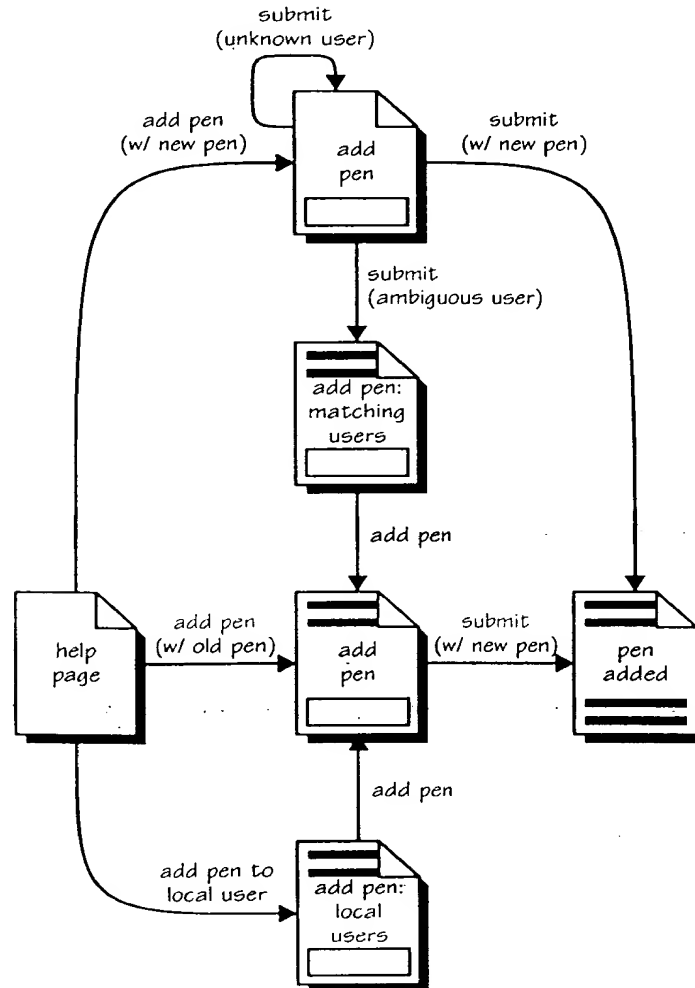 submit
(unknown user)
add pen
(w/ new pen)
add
pen
submit
(w/ new pen)
submit
(ambiguous user)
add pen:
matching
users
add pen
help
page
add pen
(w/ old pen)
add
pen
submit
(w/ new pen)
pen
added
add pen
add pen to
local user
add pen:
local
users